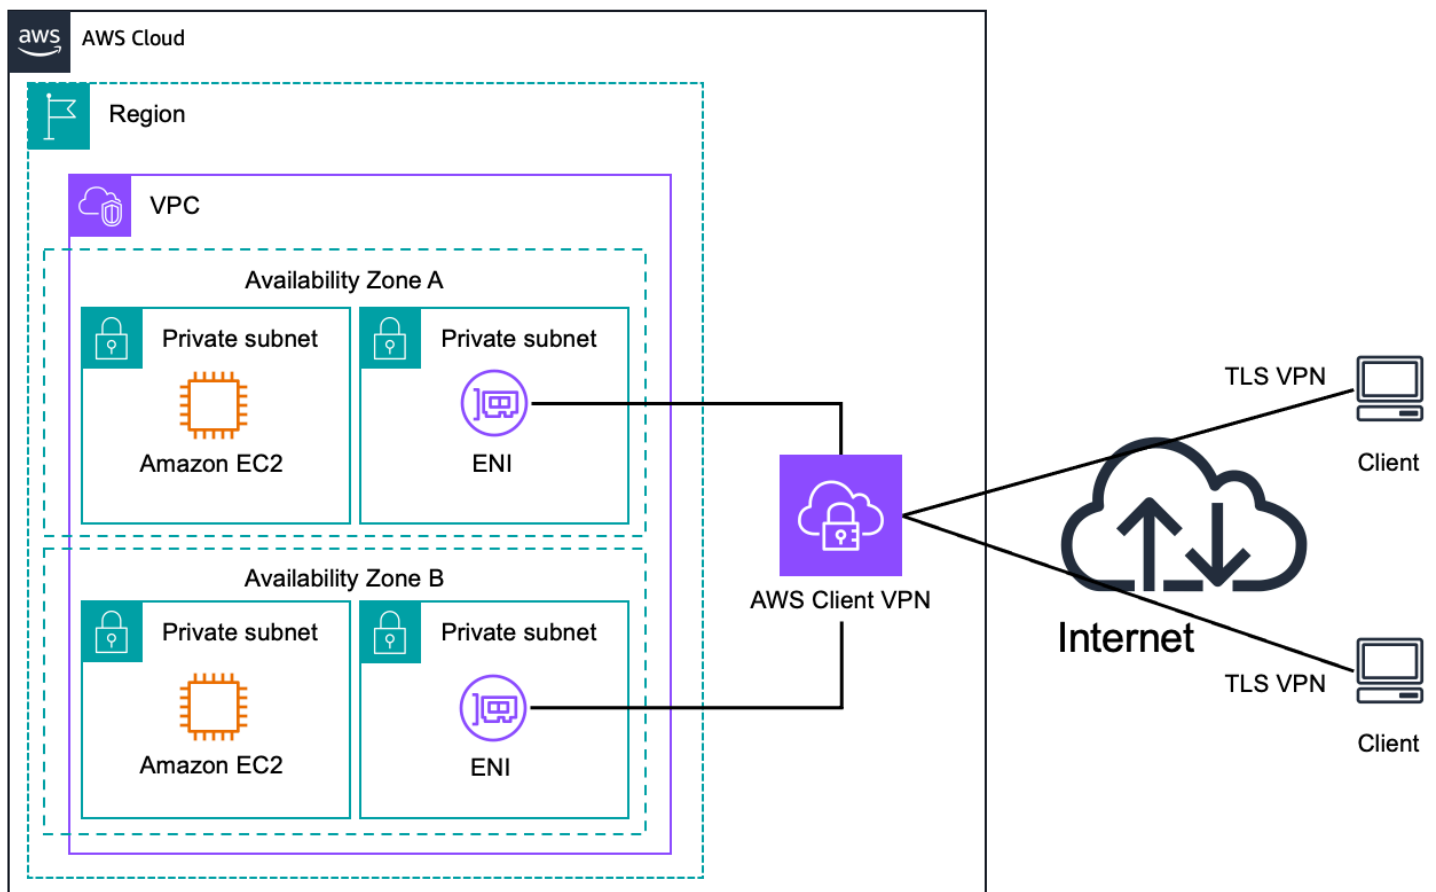 aws
AWS Cloud
Region
VPC
Availability Zone A
Private subnet
Private subnet
Amazon EC2
ENI
Availability Zone B
Private subnet
Private subnet
Amazon EC2
ENI
AWS Client VPN
Internet
TLS VPN
Client
TLS VPN
Client